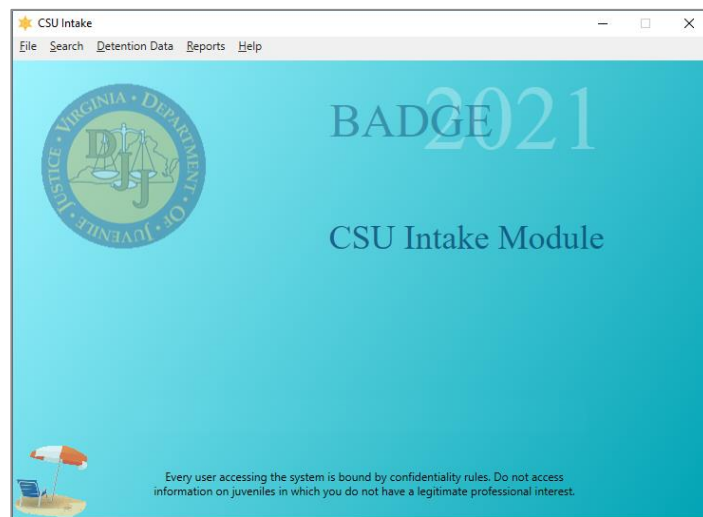 CSU Intake
File Search Detention Data Reports Help
VIRGINIA • DEPARTMENT • OF • JUVENILE • JUSTICE •
DJJ
BADGE 2021
CSU Intake Module
Every user accessing the system is bound by confidentiality rules. Do not access
information on juveniles in which you do not have a legitimate professional interest.